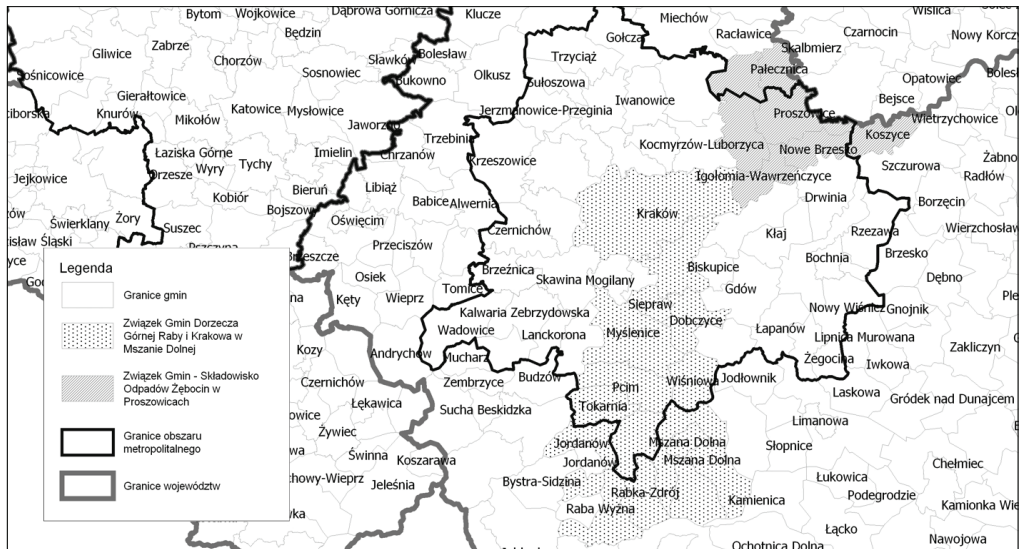 Bytom
Wojkowice
Dąbrowa Górnicza
Klucze
Miechów
Racławice
Wiślica
Będzin
Gołcza
Skalbmierz
Czarnocin
Nowy Korcz
Gliwice
Zabrze
Chorzów
Sławków
Bolesław
Trzyciąż
Pałecznica
Sośnicowice
Sosnowiec
Bukowno
Olkusz
Sułoszowa
Opatowiec
Gierałtowice
Iwanowice
Bejsce
ciborska
Knurów
Mikołów
Katowice
Mysłowice
Jerzmanowice-Przeginia
Proszowice
Wietrzychowice
Jaworzno
Trzebinia
Koszyce
Łaziska Górne
Imielin
Chrzanów
Krzeszowice
Kocmyrzów-Luborzyca
Nowe Brzesko
Szczurowa
Żabno
Jejkowice
Orzesze
Wyry
Tychy
Igołomia-Wawrzeńczyce
Radłów
Kobiór
Bieruń
Libiąż
Babice
Alwernia
Drwinia
Borzęcin
Świerklany
Żory
Suszec
Bojszowy
Oświęcim
Kraków
Czernichów
Kłaj
Rzezawa
Wierzchosław
Pszczyna
Przeciszów
Bochnia
Brzesko
Brzeszcze
Osiek
Brzeźnica
Skawina
Mogilany
Biskupice
Dębno
Kęty
Wieprz
Tomice
Gdów
Kalwaria Zebrzydowska
Siepraw
Dobczyce
Nowy Wiśnicz
Gnojnik
Wadowice
Lanckorona
Myślenice
Łapanów
Lipnica Murowana
Kozy
Andrychów
Mucharz
Żegocina
Iwkowa
Zakliczyn
Czernichów
Zembrzyce
Budzów
Pcim
Wiśniowa
Jodłownik
Laskowa
Gródek nad Dunajcem
Łękawica
Sucha Beskidzka
Tokarnia
Limanowa
Żywiec
Jordanów
Mszana Dolna
Słopnice
Świnna
Koszarawa
Jordanów
Mszana Dolna
Chełmiec
Jeleśnia
Bystra-Sidzina
Rabka-Zdrój
Kamienica
Łukowica
Podegrodzie
Raba Wyżna
Kamionka Wie
Łącko
Nawojowa
Ochotnica Dolna
Legenda
Granice gmin
Związek Gmin Dorzecza
Górnej Raby i Krakowa w
Mszanie Dolnej
Związek Gmin - Składowisko
Odpadów Żębocin w
Proszowicach
Granice obszaru
metropolitalnego
Granice województw